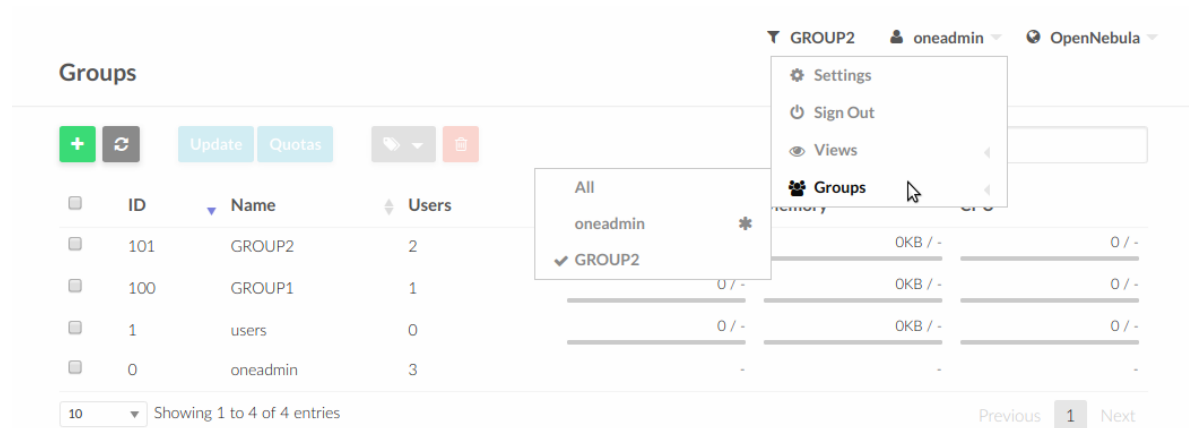 GROUP2 oneadmin OpenNebula
Groups
Settings
Sign Out
Views
Groups
Update Quotas
All
oneadmin
GROUP2
ID Name Users
101 GROUP2 2 0KB / - 0 / -
100 GROUP1 1 0 / - 0KB / - 0 / -
1 users 0 0 / - 0KB / - 0 / -
0 oneadmin 3 - - -
10 Showing 1 to 4 of 4 entries
Previous 1 Next